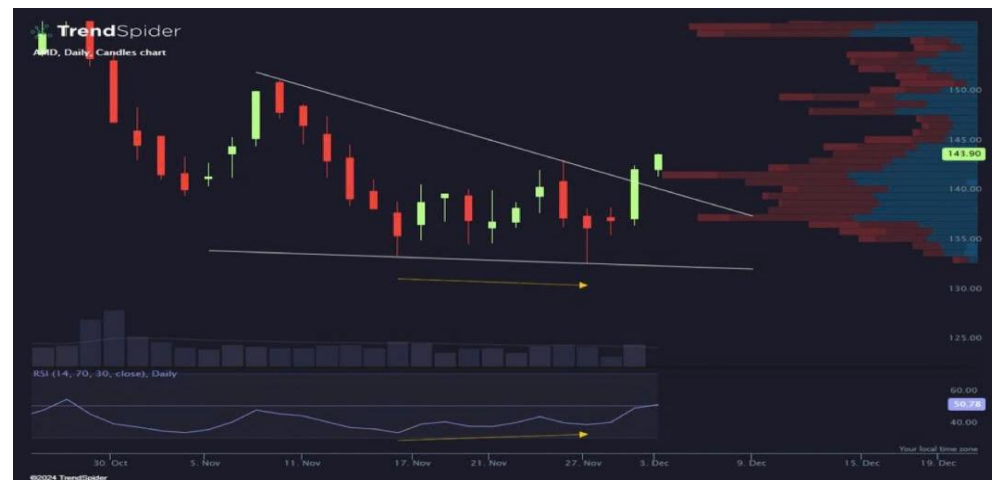 TrendSpider
AMD, Daily, Candles chart
150.00
145.00
143.90
140.00
135.00
130.00
125.00
RSI (14, 70, 30, close), Daily
60.00
50.78
40.00
Your local time zone
30. Oct 5. Nov 11. Nov 17. Nov 21. Nov 27. Nov 3. Dec 9. Dec 15. Dec 19. Dec
©2024 TrendSpider